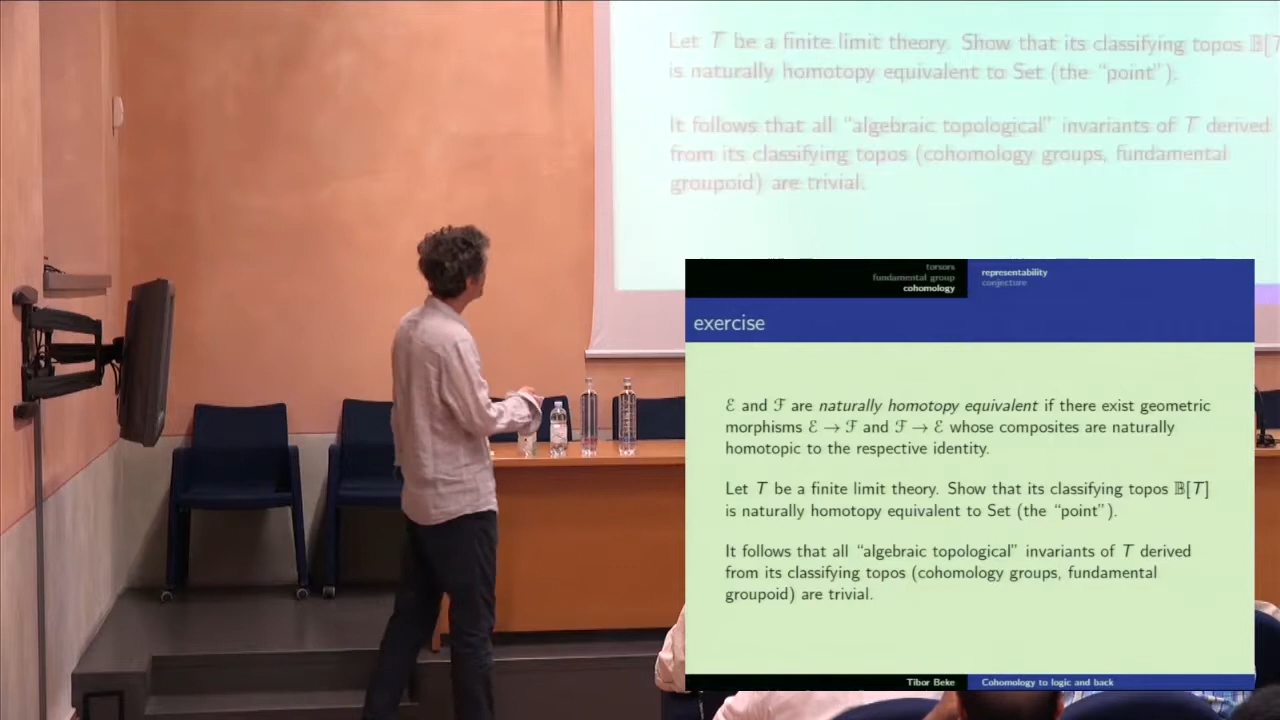 Let T be a finite limit theory. Show that its classifying topos 𝔹[T
is naturally homotopy equivalent to Set (the “point”).
It follows that all “algebraic topological” invariants of T derived
from its classifying topos (cohomology groups, fundamental
groupoid) are trivial.
torsors
fundamental group
cohomology
representability
conjecture
exercise
ℰ and ℱ are naturally homotopy equivalent if there exist geometric
morphisms ℰ → ℱ and ℱ → ℰ whose composites are naturally
homotopic to the respective identity.
Let T be a finite limit theory. Show that its classifying topos 𝔹[T]
is naturally homotopy equivalent to Set (the “point”).
It follows that all “algebraic topological” invariants of T derived
from its classifying topos (cohomology groups, fundamental
groupoid) are trivial.
Tibor Beke
Cohomology to logic and back